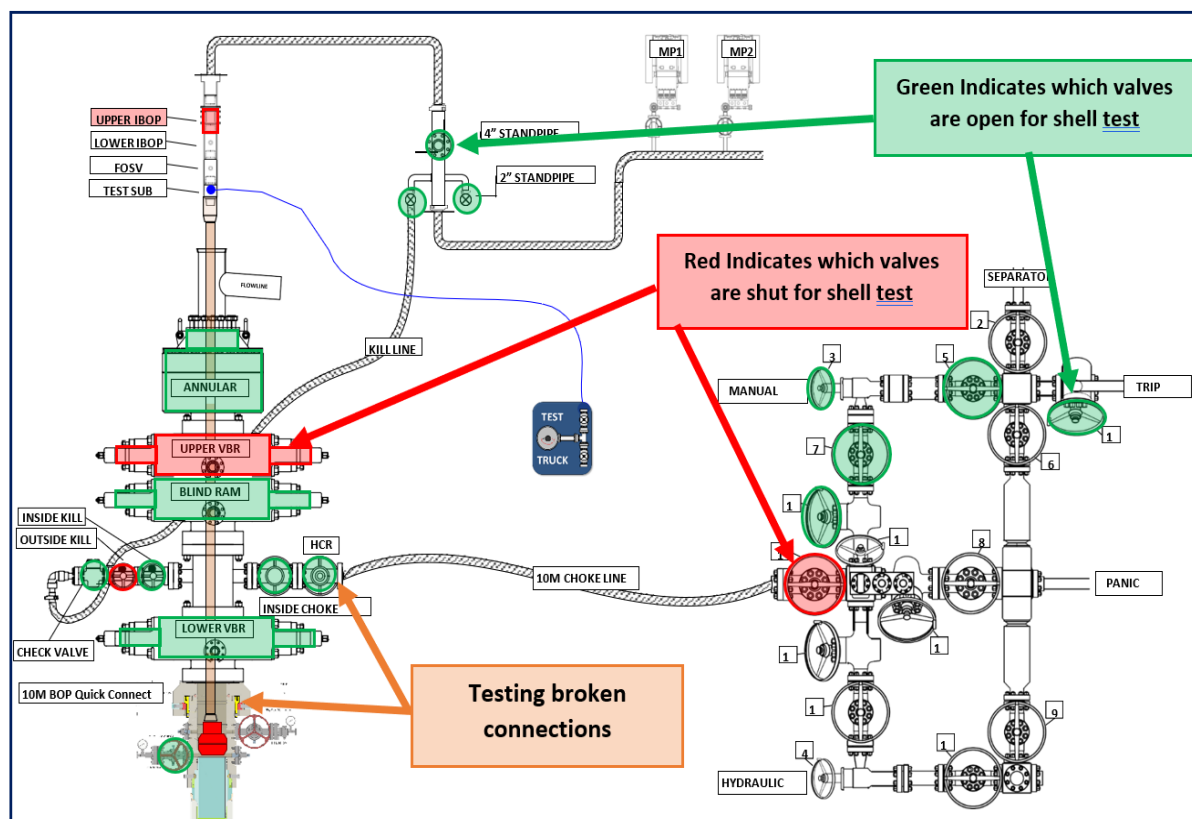 MP1
MP2
Green Indicates which valves
are open for shell test
UPPER IBOP
LOWER IBOP
FOSV
TEST SUB
4” STANDPIPE
2” STANDPIPE
FLOWLINE
Red Indicates which valves
are shut for shell test
SEPARATOR
2
KILL LINE
3
5
MANUAL
TRIP
ANNULAR
1
TEST
TRUCK
6
7
UPPER VBR
BLIND RAM
1
INSIDE KILL
OUTSIDE KILL
HCR
1
8
10M CHOKE LINE
PANIC
INSIDE CHOKE
LOWER VBR
1
1
CHECK VALVE
10M BOP Quick Connect
Testing broken
connections
1
9
1
4
HYDRAULIC